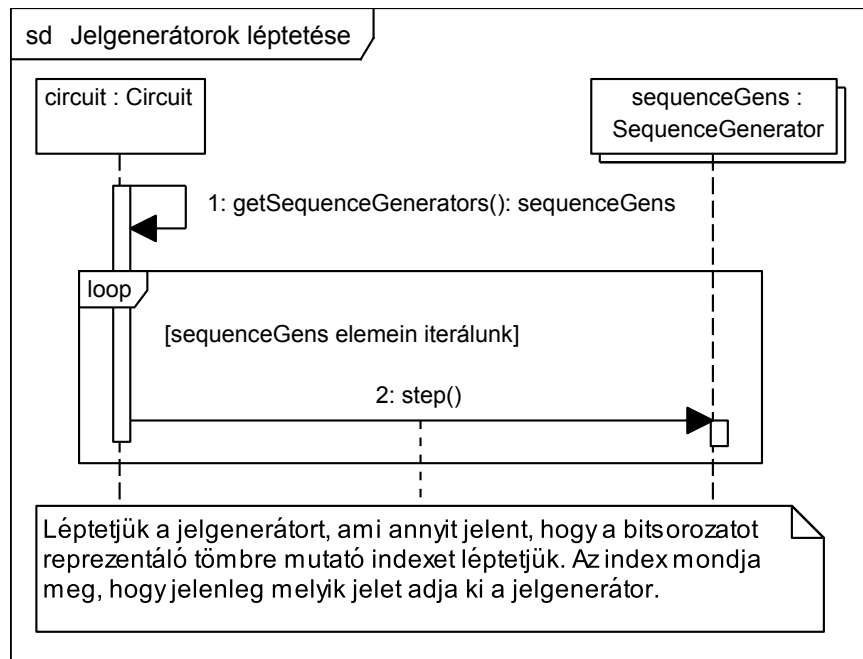 sd Jelgenerátorok léptetése
circuit : Circuit
sequenceGens :
SequenceGenerator
1: getSequenceGenerators(): sequenceGens
loop
[sequenceGens elemein iterálunk]
2: step()
Léptetjük a jelgenerátort, ami annyit jelent, hogy a bitsorozatot
reprezentáló tömbre mutató indexet léptetjük. Az index mondja
meg, hogy jelenleg melyik jelet adja ki a jelgenerátor.